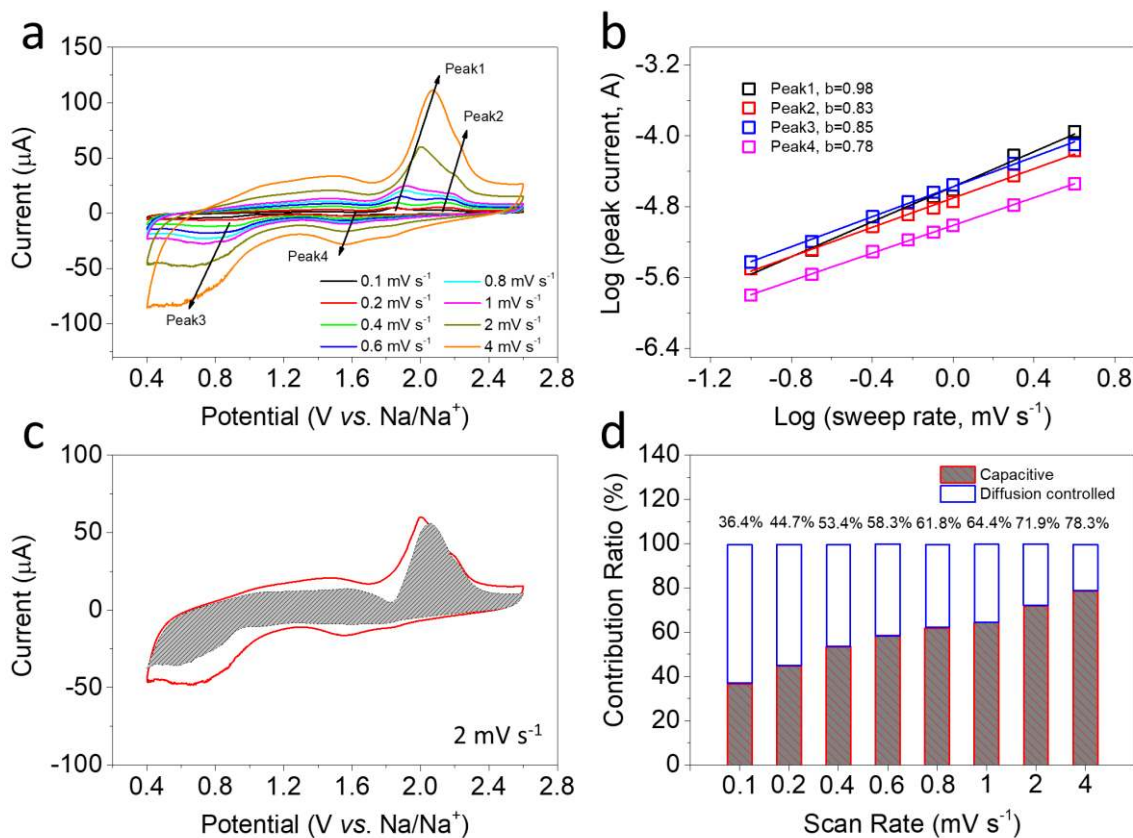 a
150
100
50
0
-50
-100
Current (μA)
Peak1
Peak2
Peak3
Peak4
0.1 mV s⁻¹
0.2 mV s⁻¹
0.4 mV s⁻¹
0.6 mV s⁻¹
0.8 mV s⁻¹
1 mV s⁻¹
2 mV s⁻¹
4 mV s⁻¹
0.4 0.8 1.2 1.6 2.0 2.4 2.8
Potential (V vs. Na/Na⁺)
b
-3.2
-4.0
-4.8
-5.6
-6.4
Log (peak current, A)
Peak1, b=0.98
Peak2, b=0.83
Peak3, b=0.85
Peak4, b=0.78
-1.2 -0.8 -0.4 0.0 0.4 0.8
Log (sweep rate, mV s⁻¹)
c
100
50
0
-50
-100
Current (μA)
2 mV s⁻¹
0.4 0.8 1.2 1.6 2.0 2.4 2.8
Potential (V vs. Na/Na⁺)
d
140
120
100
80
60
40
20
0
Contribution Ratio (%)
Capacitive
Diffusion controlled
36.4% 44.7% 53.4% 58.3% 61.8% 64.4% 71.9% 78.3%
0.1 0.2 0.4 0.6 0.8 1 2 4
Scan Rate (mV s⁻¹)